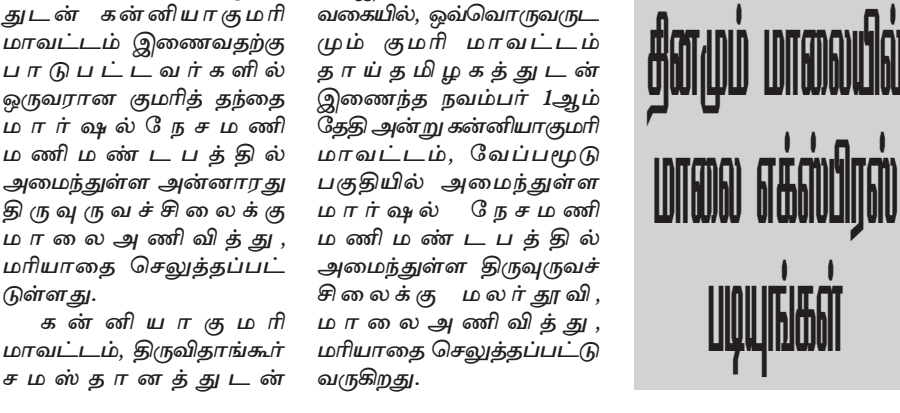 துடன் கன்னியாகுமரி
மாவட்டம் இணைவதற்கு
பாடுபட்டவர்களில்
ஒருவரான குமரித் தந்தை
மார்ஷல் நேசமணி
மணிமண்டபத்தில்
அமைந்துள்ள அன்னாரது
திருவுருவச்சிலைக்கு
மாலை அணிவித்து,
மரியாதை செலுத்தப்பட்
டுள்ளது.
கன்னியாகுமரி
மாவட்டம், திருவிதாங்கூர்
சமஸ்தானத்துடன்
வகையில், ஒவ்வொருவருட
மும் குமரி மாவட்டம்
தாய்தமிழகத்துடன்
இணைந்த நவம்பர் 1ஆம்
தேதி அன்று கன்னியாகுமரி
மாவட்டம், வேப்பமூடு
பகுதியில் அமைந்துள்ள
மார்ஷல் நேசமணி
மணிமண்டபத்தில்
அமைந்துள்ள திருவுருவச்
சிலைக்கு மலர்தூவி,
மாலை அணிவித்து,
மரியாதை செலுத்தப்பட்டு
வருகிறது.
தினமும் மாலையில்
மாலை எக்ஸ்பிரஸ்
படியுங்கள்